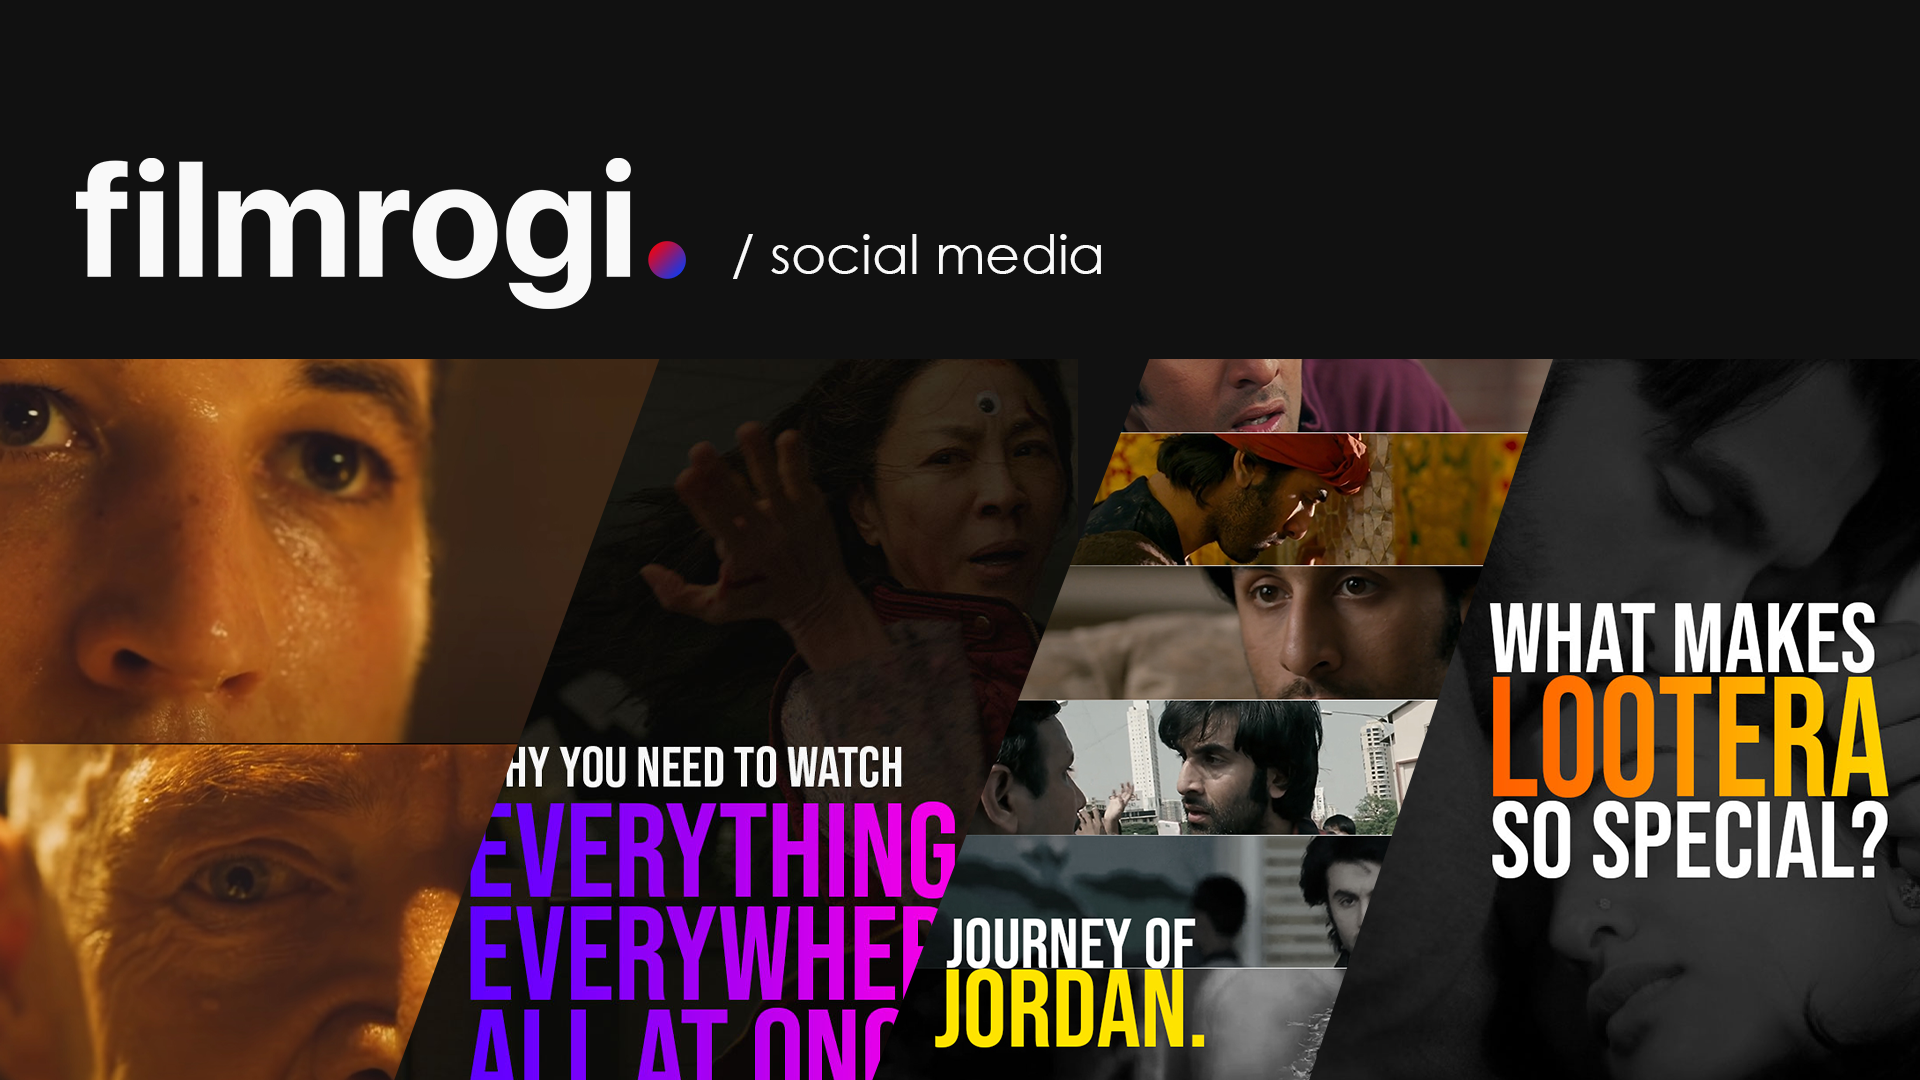 filmrogi.
/ social media
HY YOU NEED TO WATCH
EVERYTHING
EVERYWHER
ALL AT ONC
JOURNEY OF
JORDAN.
WHAT MAKES
LOOTERA
SO SPECIAL?